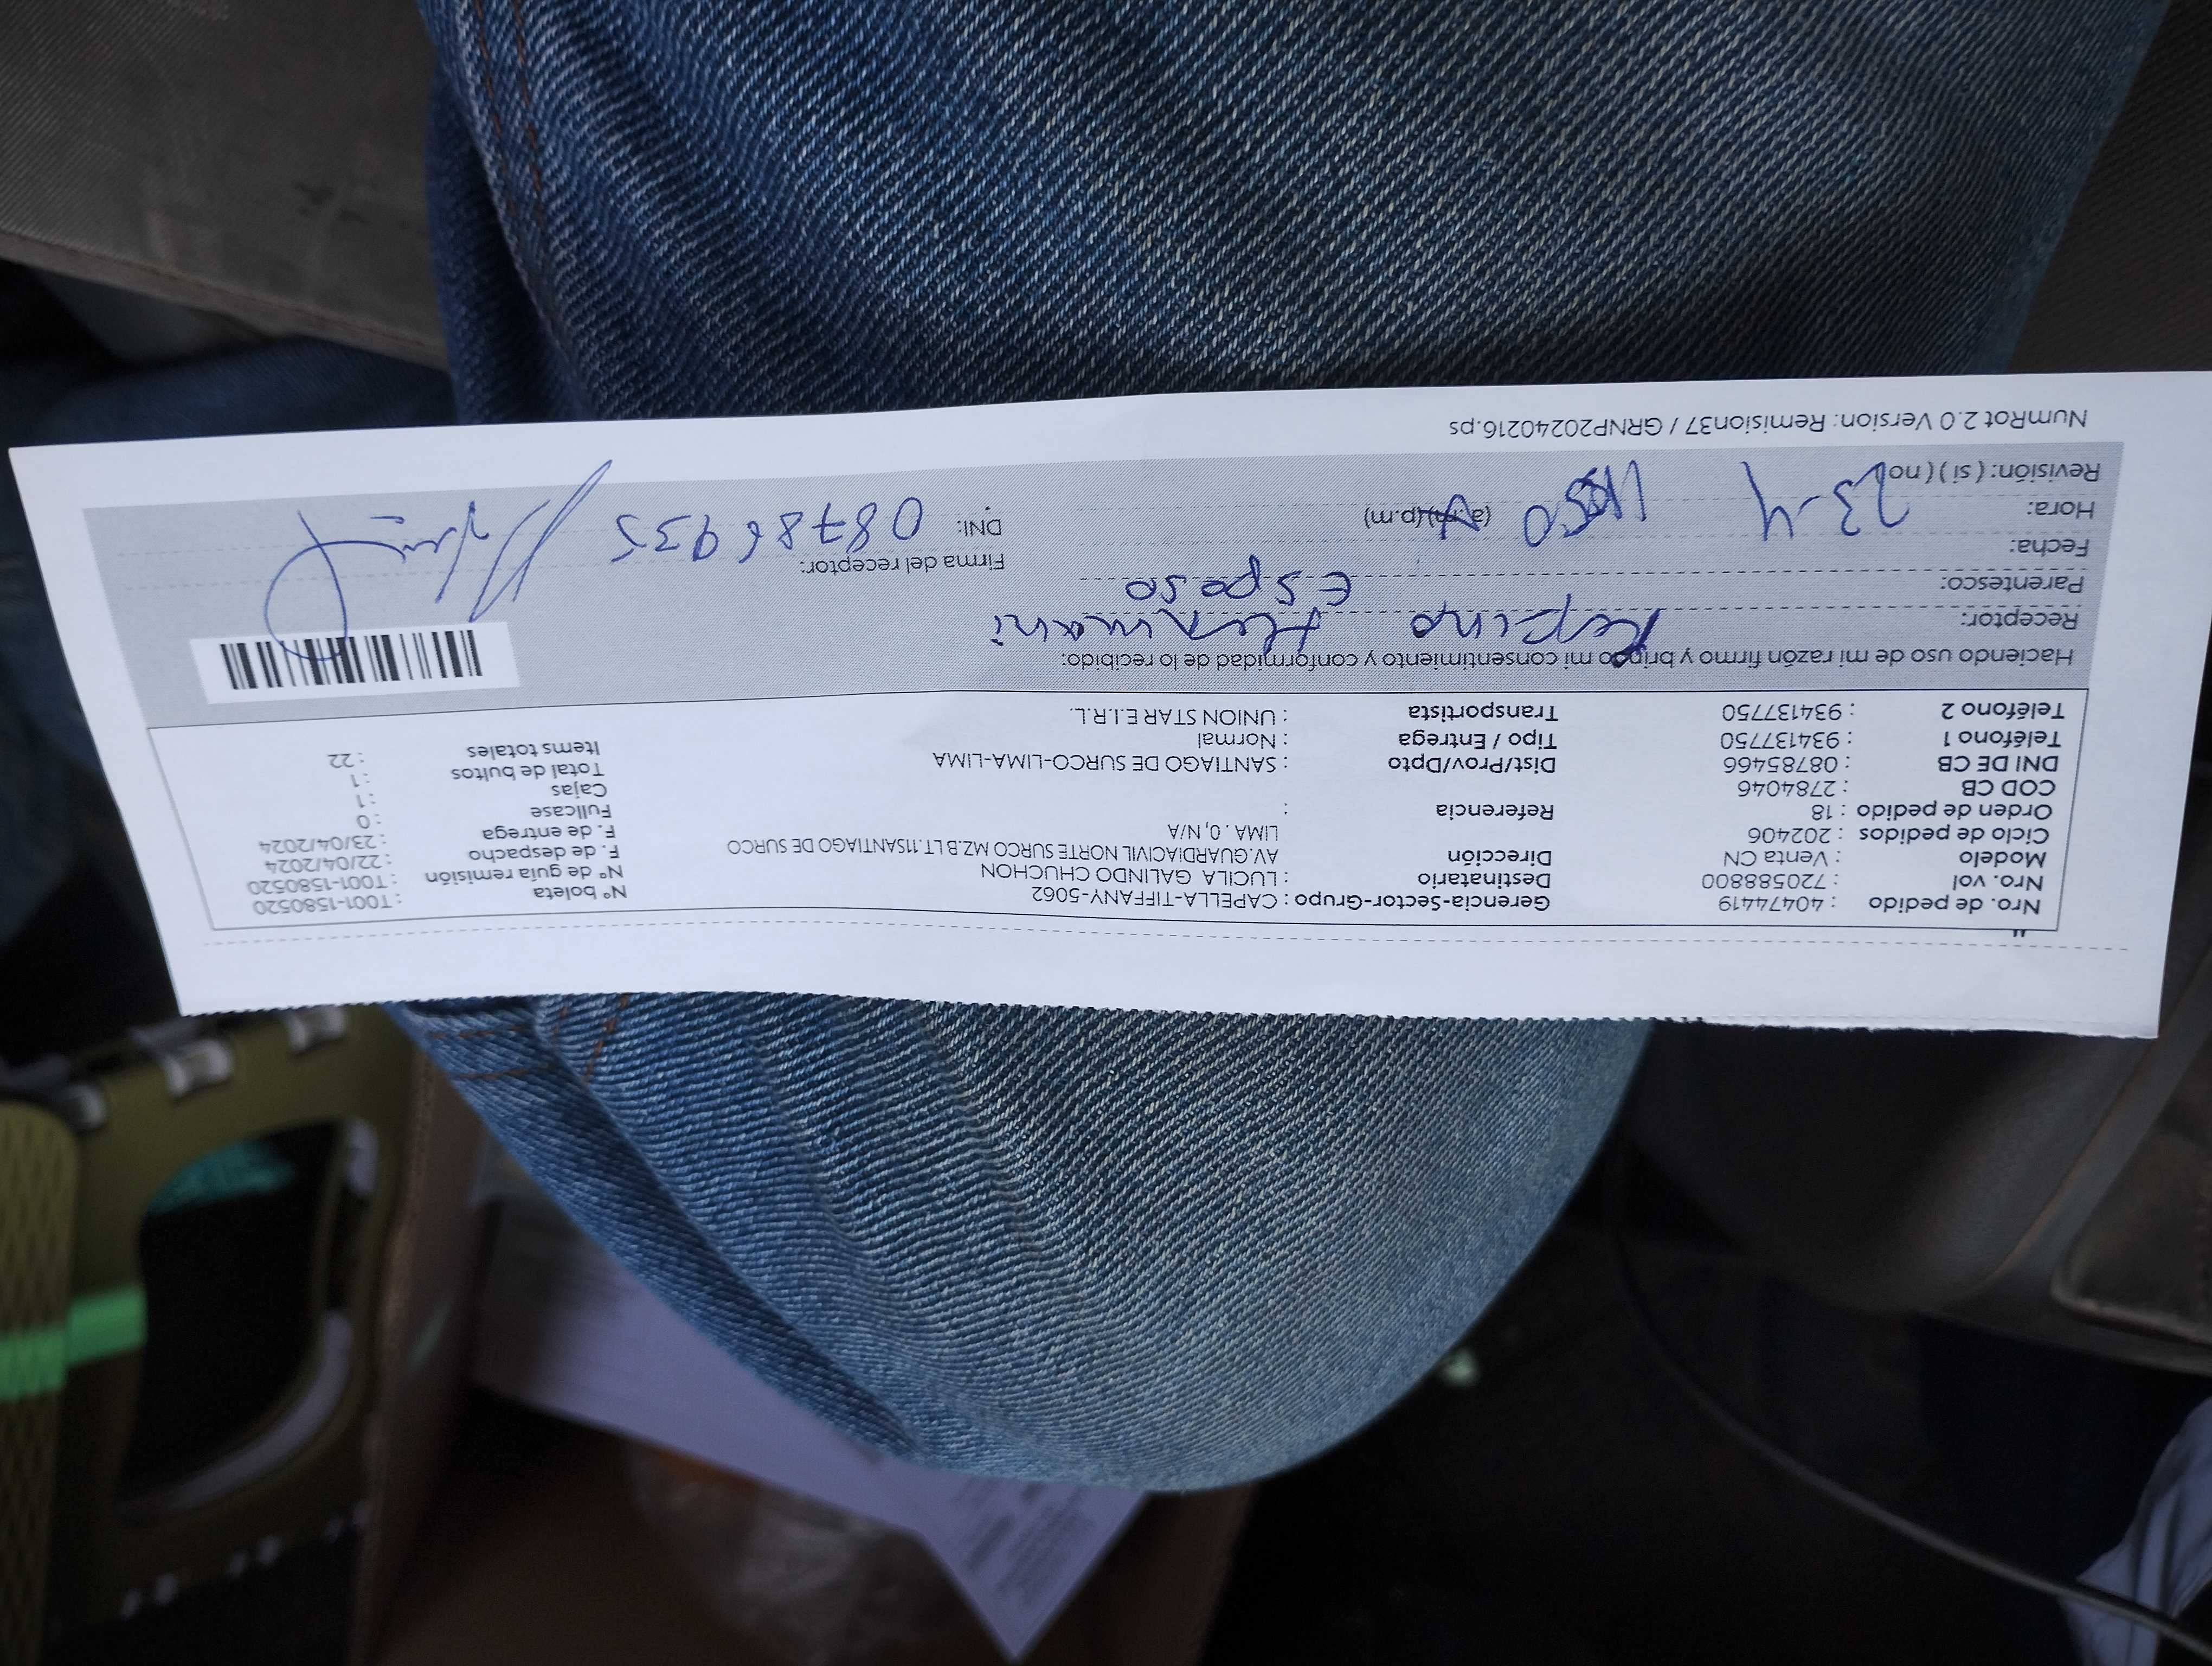 Nro. de pedido : 40474419 Gerencia-Sector-Grupo : CAPELLA-TIFFANY-5062 N° boleta : T001-1580520
Nro. vol : 720588800 Destinatario : LUCILA GALINDO CHUCHON N° de guía remisión : T001-1580520
Modelo : Venta CN Dirección AV.GUARDIACIVIL NORTE SURCO MZ.B LT.11SANTIAGO DE SURCO F. de despacho : 22/04/2024
Ciclo de pedidos : 202406 LIMA . 0, N/A F. de entrega : 23/04/2024
Orden de pedido : 18 Referencia : Fullcase : 0
COD CB : 2784046 Cajas : 1
DNI DE CB : 08785466 Dist/Prov/Dpto : SANTIAGO DE SURCO-LIMA-LIMA Total de bultos : 1
Teléfono 1 : 934137750 Tipo / Entrega : Normal Items totales : 22
Teléfono 2 : 934137750 Transportista : UNION STAR E.I.R.L.
Haciendo uso de mi razón firmo y brindo mi consentimiento y conformidad de lo recibido:
Receptor:
Parentesco: Esposo
Fecha: 23-4 Firma del receptor:
Hora: (a.m)(p.m) DNI: 08786935
Revisión: ( si ) ( no )
NumRot 2.0 Version: Remision37 / GRNP20240216.ps